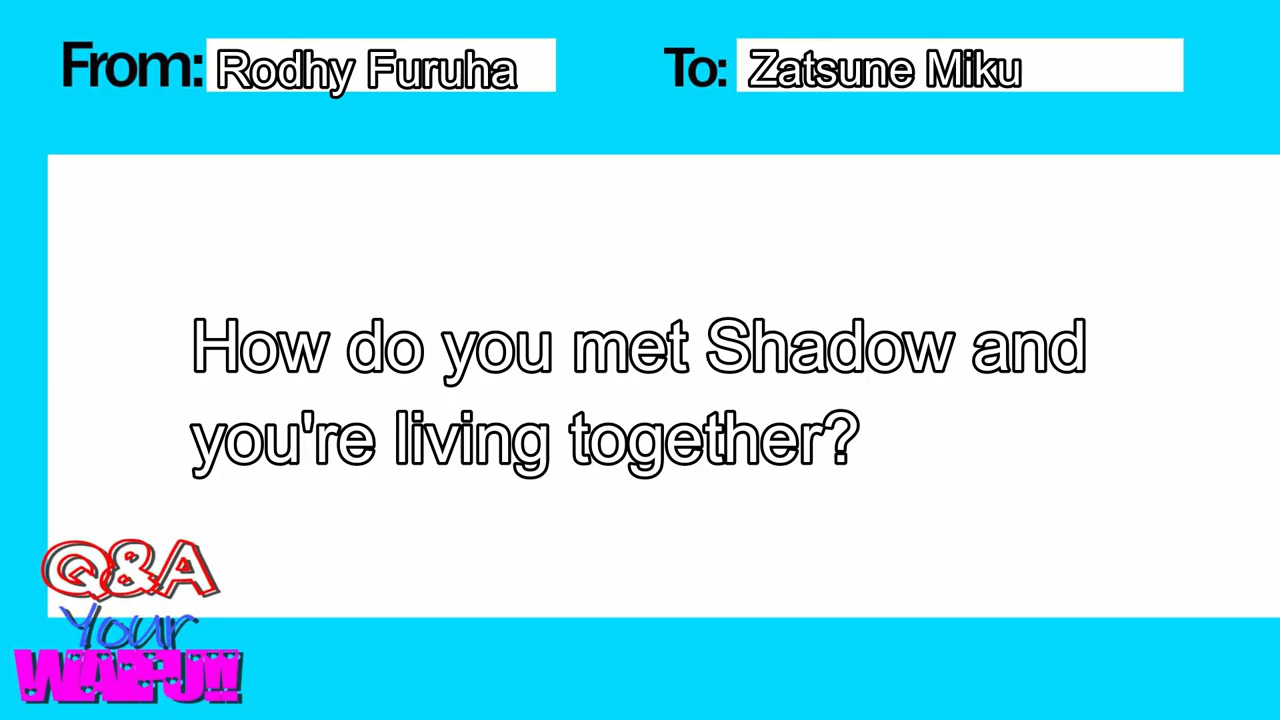 From: Rodhy Furuha
To: Zatsune Miku
How do you met Shadow and
you're living together?
Q&A
Your
WAIFU!!